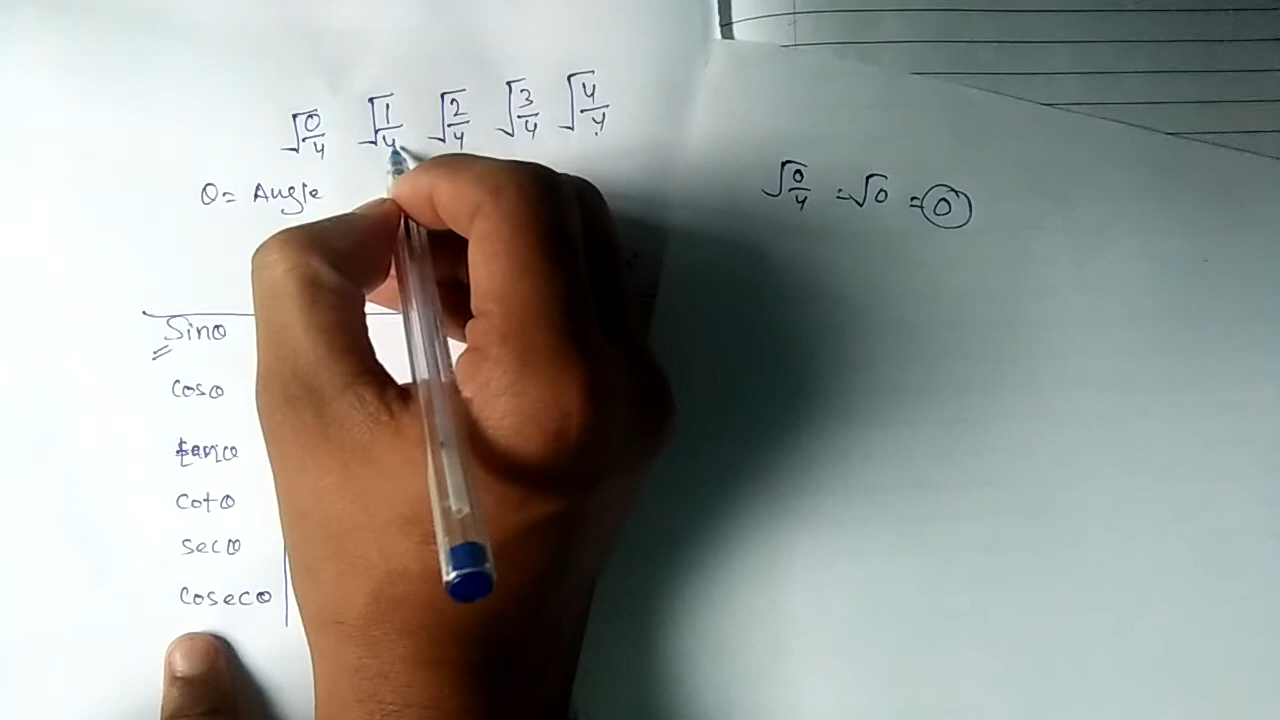 √0/4 √1/4 √2/4 √3/4 √4/4
√0/4 = √0 = 0
θ = Angle
Sinθ
cosθ
tanθ
cotθ
secθ
cosecθ